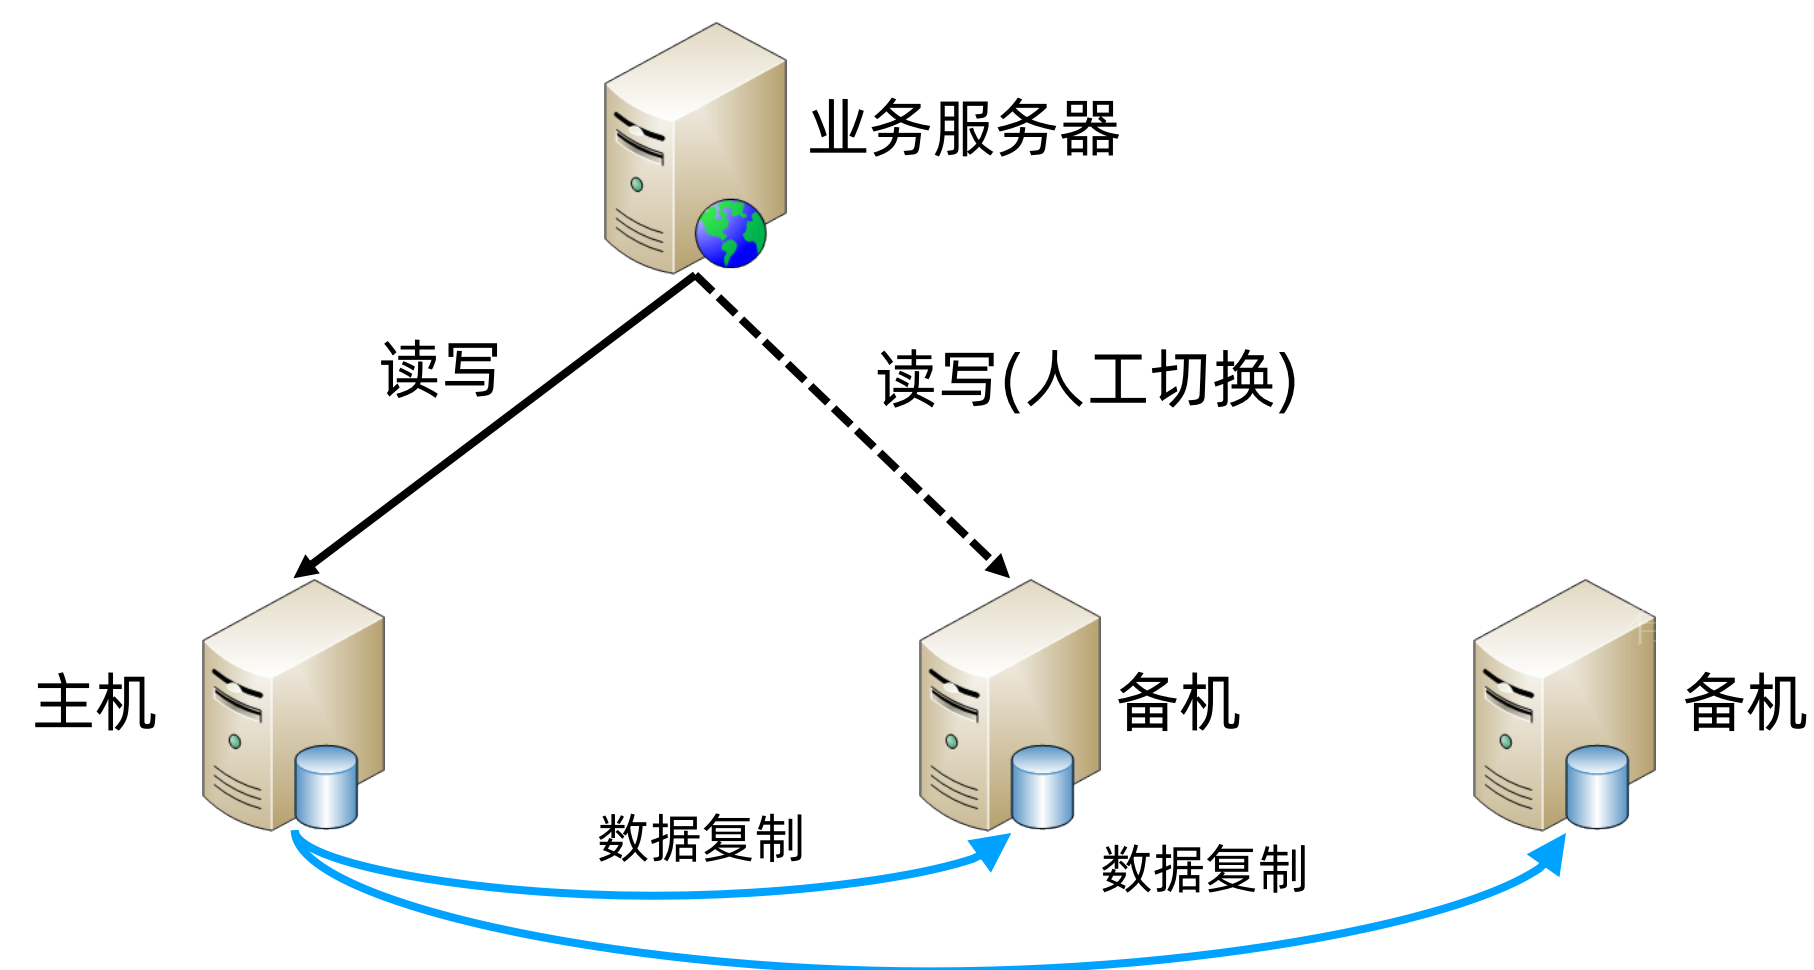 业务服务器
读写
读写(人工切换)
主机
备机
备机
数据复制
数据复制